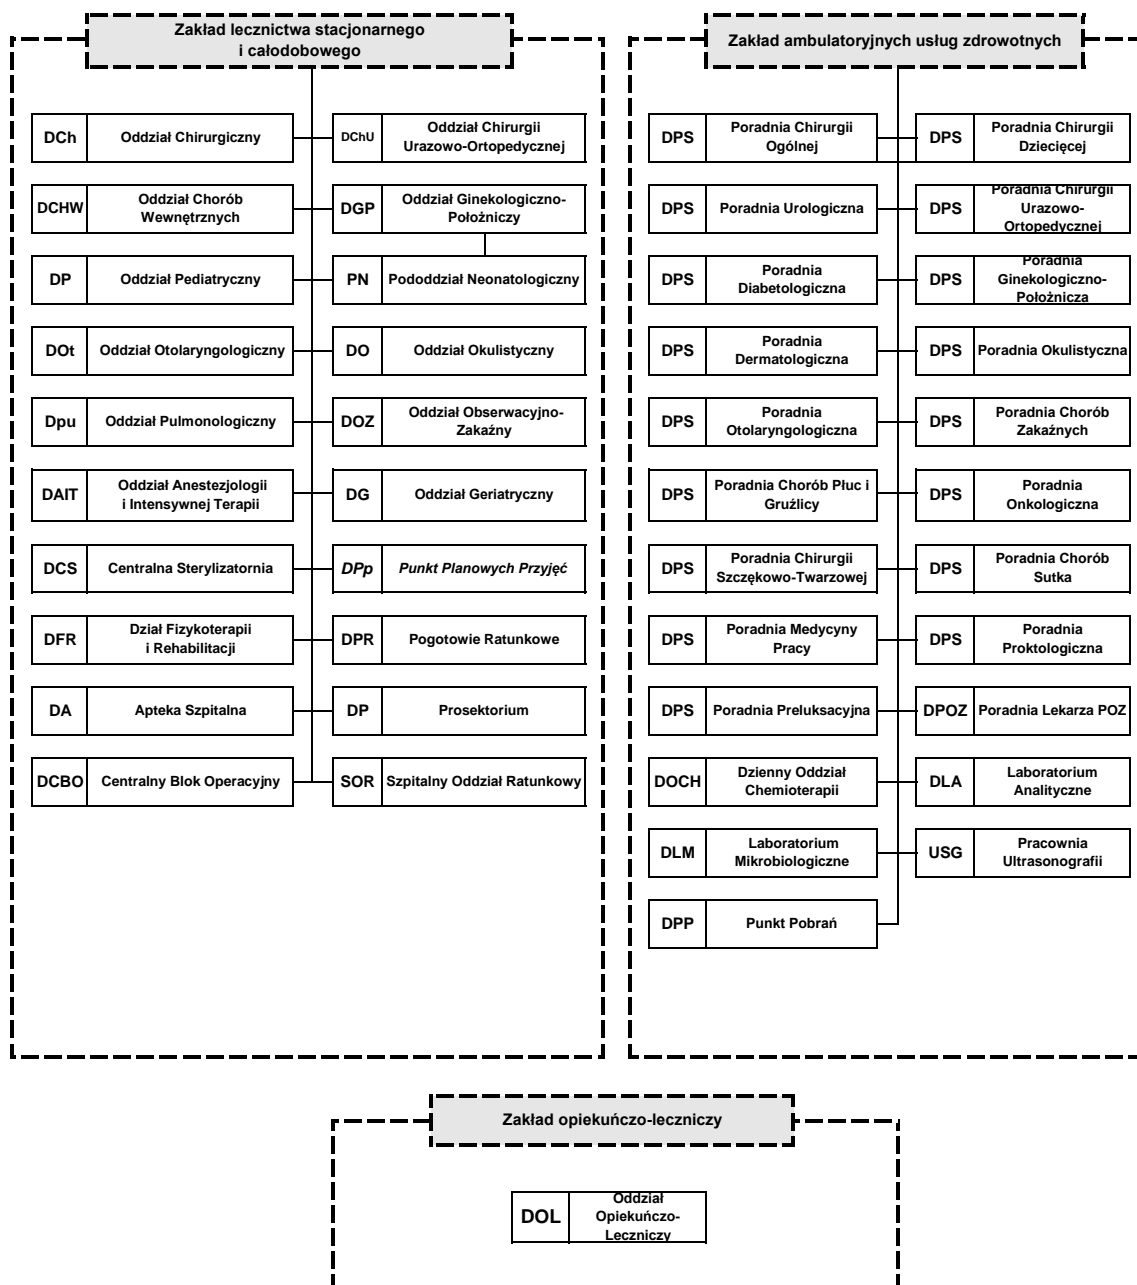 Zakład lecznictwa stacjonarnego
i całodobowego
DCh
Oddział Chirurgiczny
DChU
Oddział Chirurgii
Urazowo-Ortopedycznej
DCHW
Oddział Chorób
Wewnętrznych
DGP
Oddział Ginekologiczno-
Położniczy
DP
Oddział Pediatryczny
PN
Pododdział Neonatologiczny
DOt
Oddział Otolaryngologiczny
DO
Oddział Okulistyczny
Dpu
Oddział Pulmonologiczny
DOZ
Oddział Obserwacyjno-
Zakaźny
DAIT
Oddział Anestezjologii
i Intensywnej Terapii
DG
Oddział Geriatryczny
DCS
Centralna Sterylizatornia
DPp
Punkt Planowych Przyjęć
DFR
Dział Fizykoterapii
i Rehabilitacji
DPR
Pogotowie Ratunkowe
DA
Apteka Szpitalna
DP
Prosektorium
DCBO
Centralny Blok Operacyjny
SOR
Szpitalny Oddział Ratunkowy
Zakład ambulatoryjnych usług zdrowotnych
DPS
Poradnia Chirurgii
Ogólnej
DPS
Poradnia Chirurgii
Dziecięcej
DPS
Poradnia Urologiczna
DPS
Poradnia Chirurgii
Urazowo-
Ortopedycznej
DPS
Poradnia
Diabetologiczna
DPS
Poradnia
Ginekologiczno-
Położnicza
DPS
Poradnia
Dermatologiczna
DPS
Poradnia Okulistyczna
DPS
Poradnia
Otolaryngologiczna
DPS
Poradnia Chorób
Zakaźnych
DPS
Poradnia Chorób Płuc i
Gruźlicy
DPS
Poradnia
Onkologiczna
DPS
Poradnia Chirurgii
Szczękowo-Twarzowej
DPS
Poradnia Chorób
Sutka
DPS
Poradnia Medycyny
Pracy
DPS
Poradnia
Proktologiczna
DPS
Poradnia Preluksacyjna
DPOZ
Poradnia Lekarza POZ
DOCH
Dzienny Oddział
Chemioterapii
DLA
Laboratorium
Analityczne
DLM
Laboratorium
Mikrobiologiczne
USG
Pracownia
Ultrasonografii
DPP
Punkt Pobrań
Zakład opiekuńczo-leczniczy
DOL
Oddział
Opiekuńczo-
Leczniczy